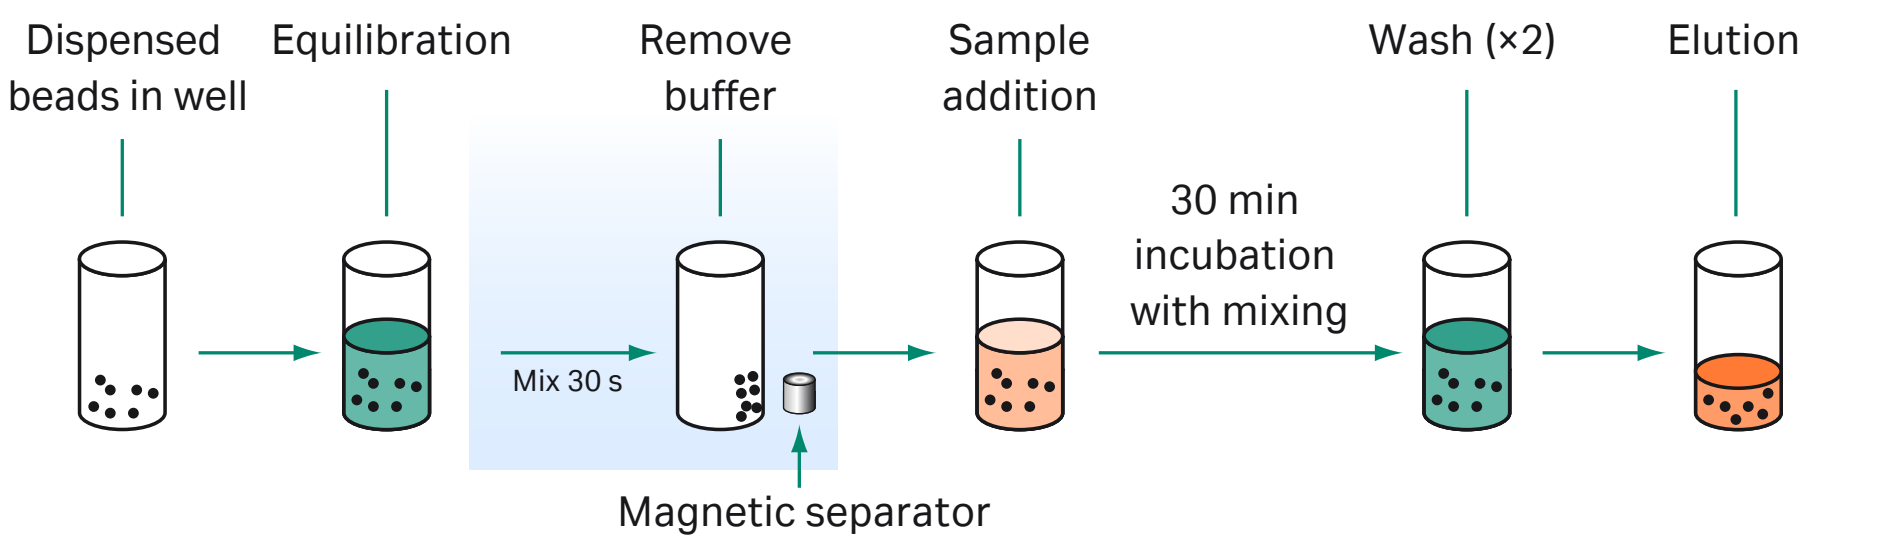 Dispensed
beads in well
Equilibration
Remove
buffer
Sample
addition
Wash (×2)
Elution
30 min
incubation
with mixing
Mix 30 s
Magnetic separator